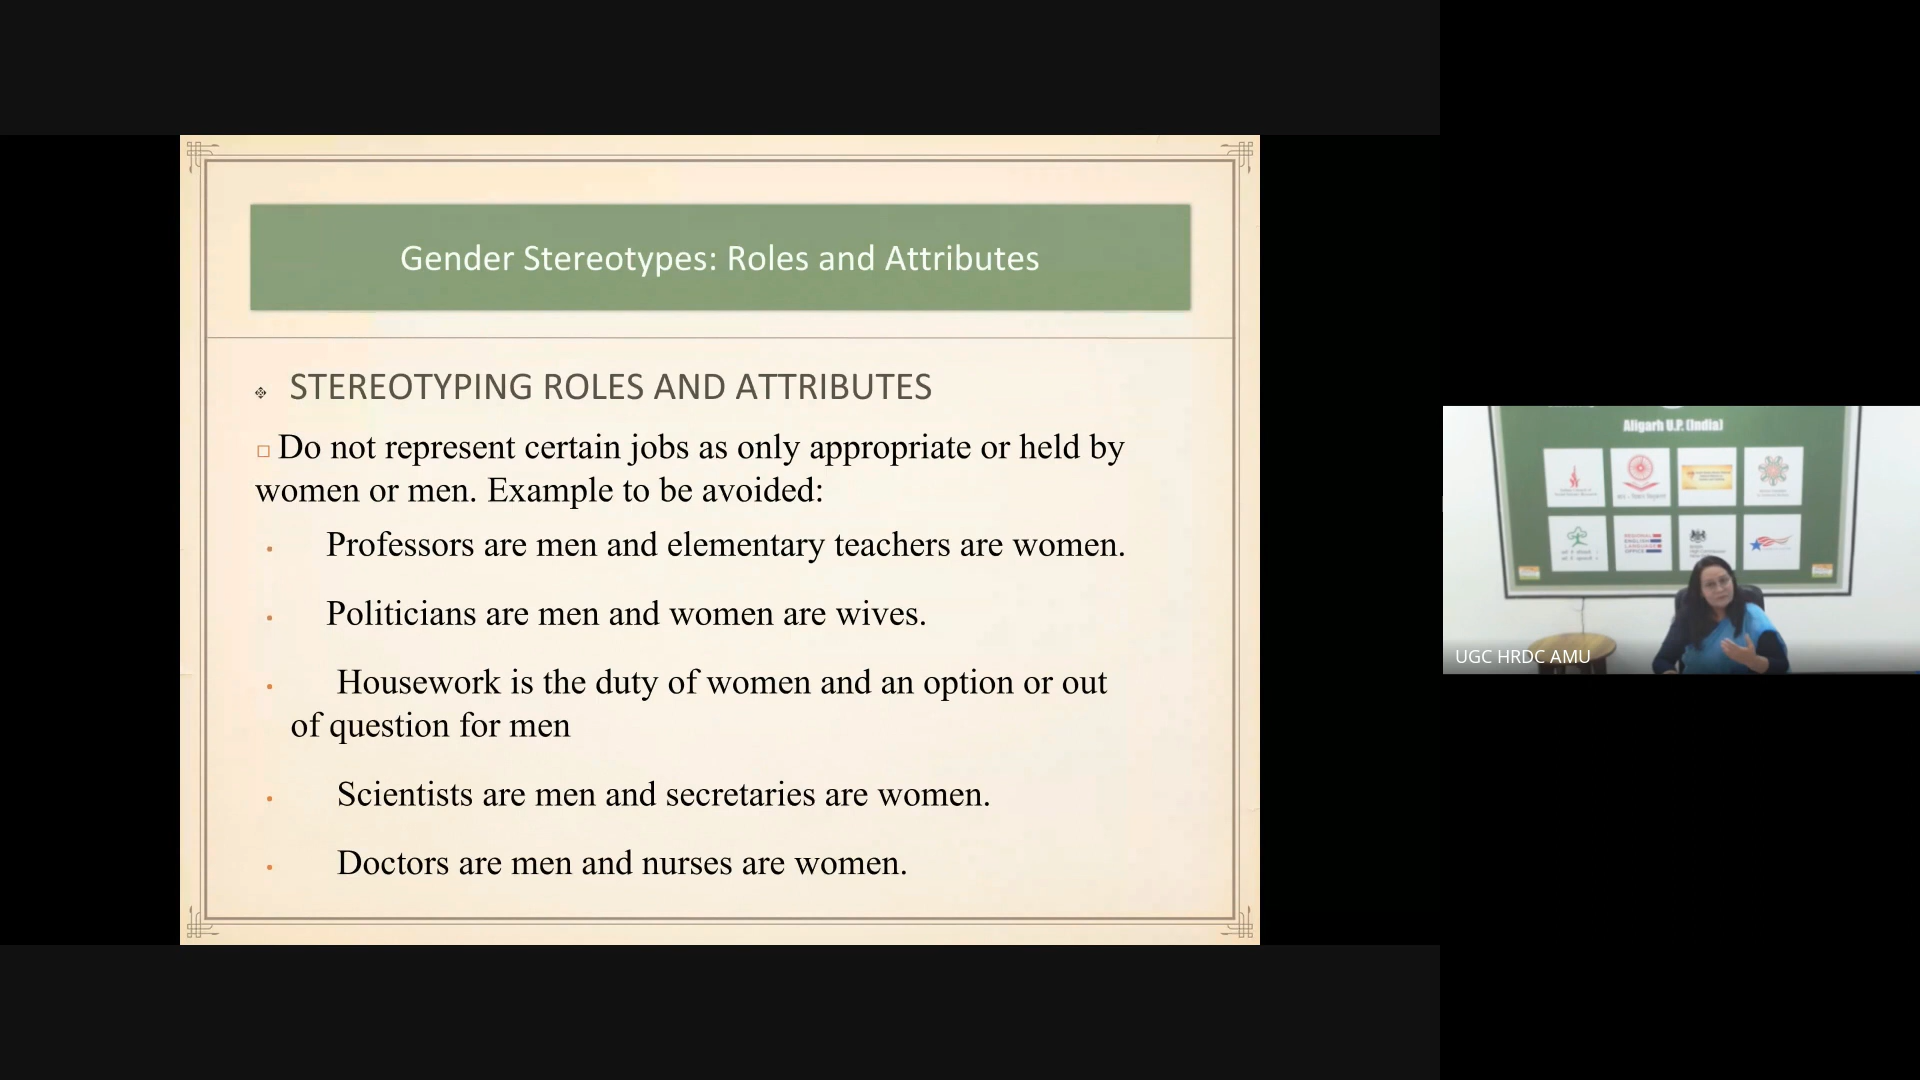 Gender Stereotypes: Roles and Attributes
STEREOTYPING ROLES AND ATTRIBUTES
Do not represent certain jobs as only appropriate or held by
women or men. Example to be avoided:
Professors are men and elementary teachers are women.
Politicians are men and women are wives.
Housework is the duty of women and an option or out
of question for men
Scientists are men and secretaries are women.
Doctors are men and nurses are women.
Aligarh U.P. (India)
REGIONAL
ENGLISH
LANGUAGE
OFFICE
UGC HRDC AMU